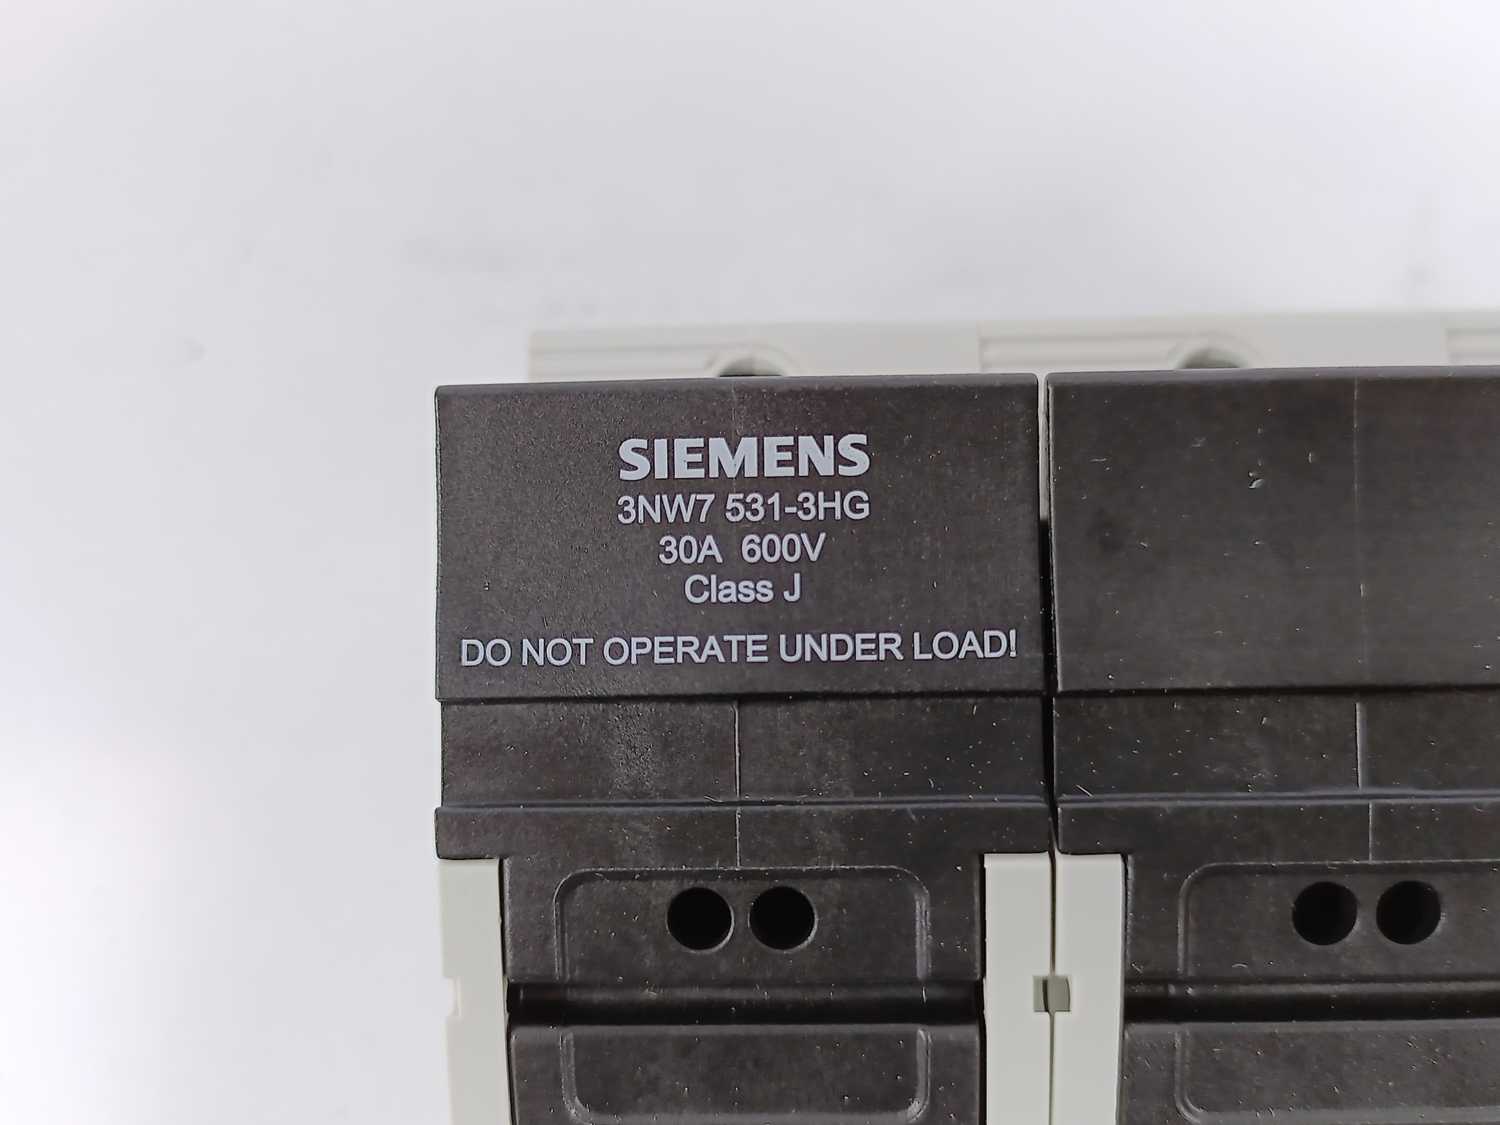 SIEMENS
3NW7 531-3HG
30A 600V
Class J
DO NOT OPERATE UNDER LOAD!